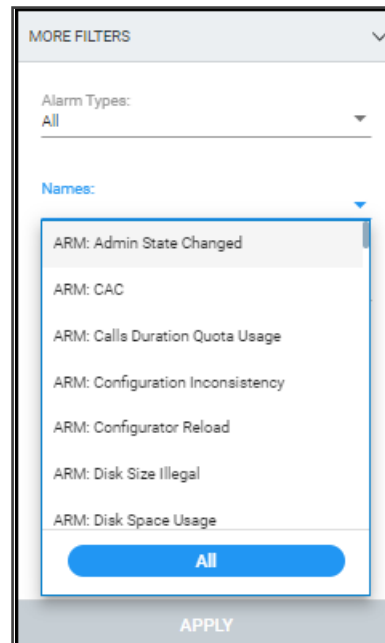 MORE FILTERS
Alarm Types:
All
Names:
ARM: Admin State Changed
ARM: CAC
ARM: Calls Duration Quota Usage
ARM: Configuration Inconsistency
ARM: Configurator Reload
ARM: Disk Size Illegal
ARM: Disk Space Usage
All
APPLY